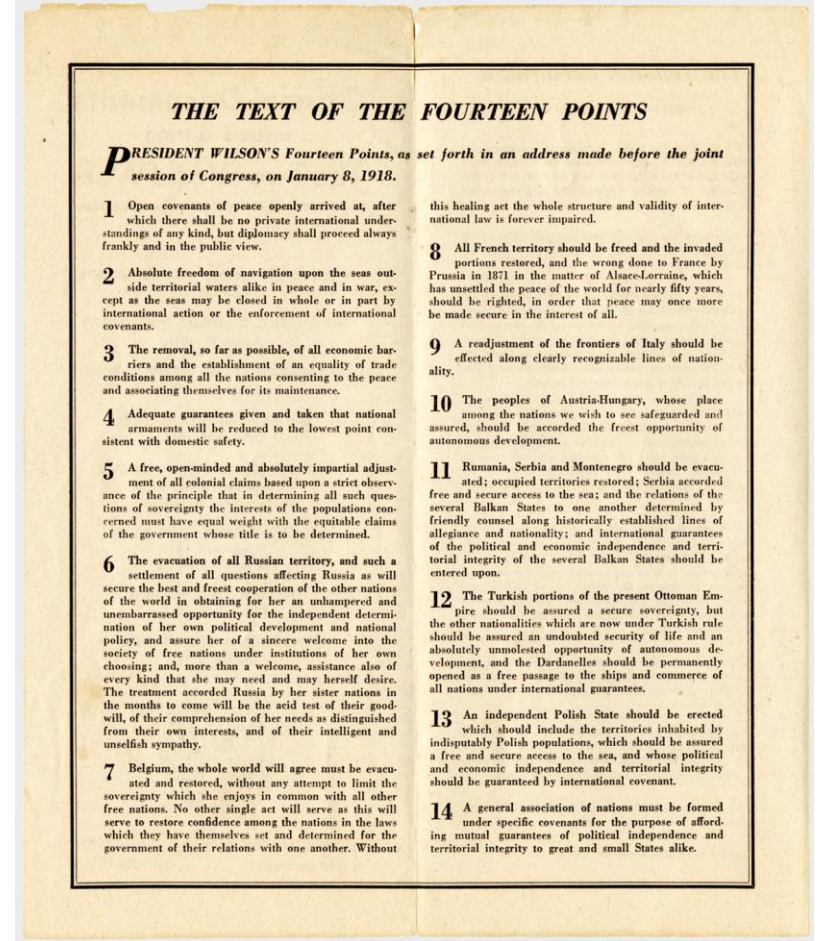 THE TEXT OF THE FOURTEEN POINTS
PRESIDENT WILSON'S Fourteen Points, as set forth in an address made before the joint
session of Congress, on January 8, 1918.
1 Open covenants of peace openly arrived at, after
which there shall be no private international under-
standings of any kind, but diplomacy shall proceed always
frankly and in the public view.
2 Absolute freedom of navigation upon the seas out-
side territorial waters alike in peace and in war, ex-
cept as the seas may be closed in whole or in part by
international action or the enforcement of international
covenants.
3 The removal, so far as possible, of all economic bar-
riers and the establishment of an equality of trade
conditions among all the nations consenting to the peace
and associating themselves for its maintenance.
4 Adequate guarantees given and taken that national
armaments will be reduced to the lowest point con-
sistent with domestic safety.
5 A free, open-minded and absolutely impartial adjust-
ment of all colonial claims based upon a strict observ-
ance of the principle that in determining all such ques-
tions of sovereignty the interests of the populations con-
cerned must have equal weight with the equitable claims
of the government whose title is to be determined.
6 The evacuation of all Russian territory, and such a
settlement of all questions affecting Russia as will
secure the best and freest cooperation of the other nations
of the world in obtaining for her an unhampered and
unembarrassed opportunity for the independent determi-
nation of her own political development and national
policy, and assure her of a sincere welcome into the
society of free nations under institutions of her own
choosing; and, more than a welcome, assistance also of
every kind that she may need and may herself desire.
The treatment accorded Russia by her sister nations in
the months to come will be the acid test of their good-
will, of their comprehension of her needs as distinguished
from their own interests, and of their intelligent and
unselfish sympathy.
7 Belgium, the whole world will agree must be evacu-
ated and restored, without any attempt to limit the
sovereignty which she enjoys in common with all other
free nations. No other single act will serve as this will
serve to restore confidence among the nations in the laws
which they have themselves set and determined for the
government of their relations with one another. Without
this healing act the whole structure and validity of inter-
national law is forever impaired.
8 All French territory should be freed and the invaded
portions restored, and the wrong done to France by
Prussia in 1871 in the matter of Alsace-Lorraine, which
has unsettled the peace of the world for nearly fifty years,
should be righted, in order that peace may once more
be made secure in the interest of all.
9 A readjustment of the frontiers of Italy should be
effected along clearly recognizable lines of nation-
ality.
10 The peoples of Austria-Hungary, whose place
among the nations we wish to see safeguarded and
assured, should be accorded the freest opportunity of
autonomous development.
11 Rumania, Serbia and Montenegro should be evacu-
ated; occupied territories restored; Serbia accorded
free and secure access to the sea; and the relations of the
several Balkan States to one another determined by
friendly counsel along historically established lines of
allegiance and nationality; and international guarantees
of the political and economic independence and terri-
torial integrity of the several Balkan States should be
entered upon.
12 The Turkish portions of the present Ottoman Em-
pire should be assured a secure sovereignty, but
the other nationalities which are now under Turkish rule
should be assured an undoubted security of life and an
absolutely unmolested opportunity of autonomous de-
velopment, and the Dardanelles should be permanently
opened as a free passage to the ships and commerce of
all nations under international guarantees.
13 An independent Polish State should be erected
which should include the territories inhabited by
indisputably Polish populations, which should be assured
a free and secure access to the sea, and whose political
and economic independence and territorial integrity
should be guaranteed by international covenant.
14 A general association of nations must be formed
under specific covenants for the purpose of afford-
ing mutual guarantees of political independence and
territorial integrity to great and small States alike.